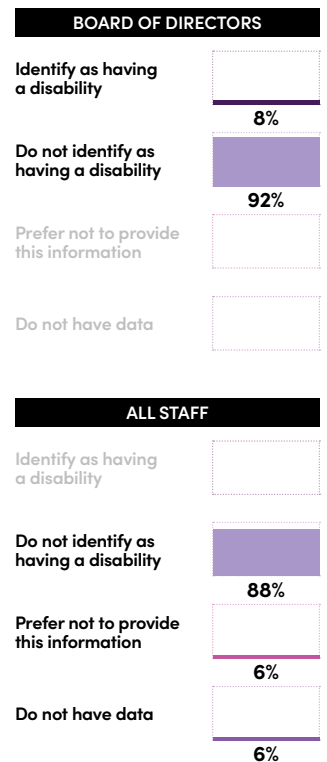 BOARD OF DIRECTORS
Identify as having
a disability
8%
Do not identify as
having a disability
92%
Prefer not to provide
this information
Do not have data
ALL STAFF
Identify as having
a disability
Do not identify as
having a disability
88%
Prefer not to provide
this information
6%
Do not have data
6%